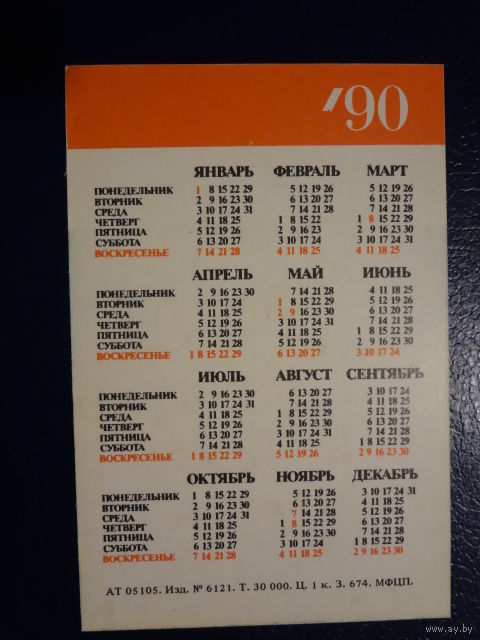 '90
ЯНВАРЬ ФЕВРАЛЬ МАРТ
ПОНЕДЕЛЬНИК 1 8 15 22 29 5 12 19 26 5 12 19 26
ВТОРНИК 2 9 16 23 30 6 13 20 27 6 13 20 27
СРЕДА 3 10 17 24 31 7 14 21 28 7 14 21 28
ЧЕТВЕРГ 4 11 18 25 1 8 15 22 1 8 15 22 29
ПЯТНИЦА 5 12 19 26 2 9 16 23 2 9 16 23 30
СУББОТА 6 13 20 27 3 10 17 24 3 10 17 24 31
ВОСКРЕСЕНЬЕ 7 14 21 28 4 11 18 25 4 11 18 25
АПРЕЛЬ МАЙ ИЮНЬ
ПОНЕДЕЛЬНИК 2 9 16 23 30 7 14 21 28 4 11 18 25
ВТОРНИК 3 10 17 24 1 8 15 22 29 5 12 19 26
СРЕДА 4 11 18 25 2 9 16 23 30 6 13 20 27
ЧЕТВЕРГ 5 12 19 26 3 10 17 24 31 7 14 21 28
ПЯТНИЦА 6 13 20 27 4 11 18 25 1 8 15 22 29
СУББОТА 7 14 21 28 5 12 19 26 2 9 16 23 30
ВОСКРЕСЕНЬЕ 1 8 15 22 29 6 13 20 27 3 10 17 24
ИЮЛЬ АВГУСТ СЕНТЯБРЬ
ПОНЕДЕЛЬНИК 2 9 16 23 30 6 13 20 27 3 10 17 24
ВТОРНИК 3 10 17 24 31 7 14 21 28 4 11 18 25
СРЕДА 4 11 18 25 1 8 15 22 29 5 12 19 26
ЧЕТВЕРГ 5 12 19 26 2 9 16 23 30 6 13 20 27
ПЯТНИЦА 6 13 20 27 3 10 17 24 31 7 14 21 28
СУББОТА 7 14 21 28 4 11 18 25 1 8 15 22 29
ВОСКРЕСЕНЬЕ 1 8 15 22 29 5 12 19 26 2 9 16 23 30
ОКТЯБРЬ НОЯБРЬ ДЕКАБРЬ
ПОНЕДЕЛЬНИК 1 8 15 22 29 5 12 19 26 3 10 17 24 31
ВТОРНИК 2 9 16 23 30 6 13 20 27 4 11 18 25
СРЕДА 3 10 17 24 31 7 14 21 28 5 12 19 26
ЧЕТВЕРГ 4 11 18 25 1 8 15 22 29 6 13 20 27
ПЯТНИЦА 5 12 19 26 2 9 16 23 30 7 14 21 28
СУББОТА 6 13 20 27 3 10 17 24 1 8 15 22 29
ВОСКРЕСЕНЬЕ 7 14 21 28 4 11 18 25 2 9 16 23 30
АТ 05105. Изд. № 6121. Т. 30 000. Ц. 1 к. З. 674. МФЦП.
www.ay.by